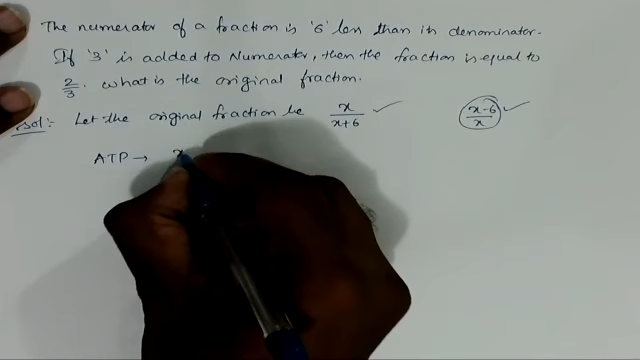 The numerator of a fraction is '6' less than its denominator.
If '3' is added to Numerator, then the fraction is equal to
2/3. what is the original fraction.
Sol:- Let the original fraction be x/x+6 ✓ x-6/x ✓
ATP → x